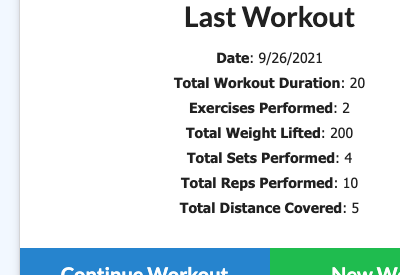 Last Workout
Date: 9/26/2021
Total Workout Duration: 20
Exercises Performed: 2
Total Weight Lifted: 200
Total Sets Performed: 4
Total Reps Performed: 10
Total Distance Covered: 5
Continue Workout
New